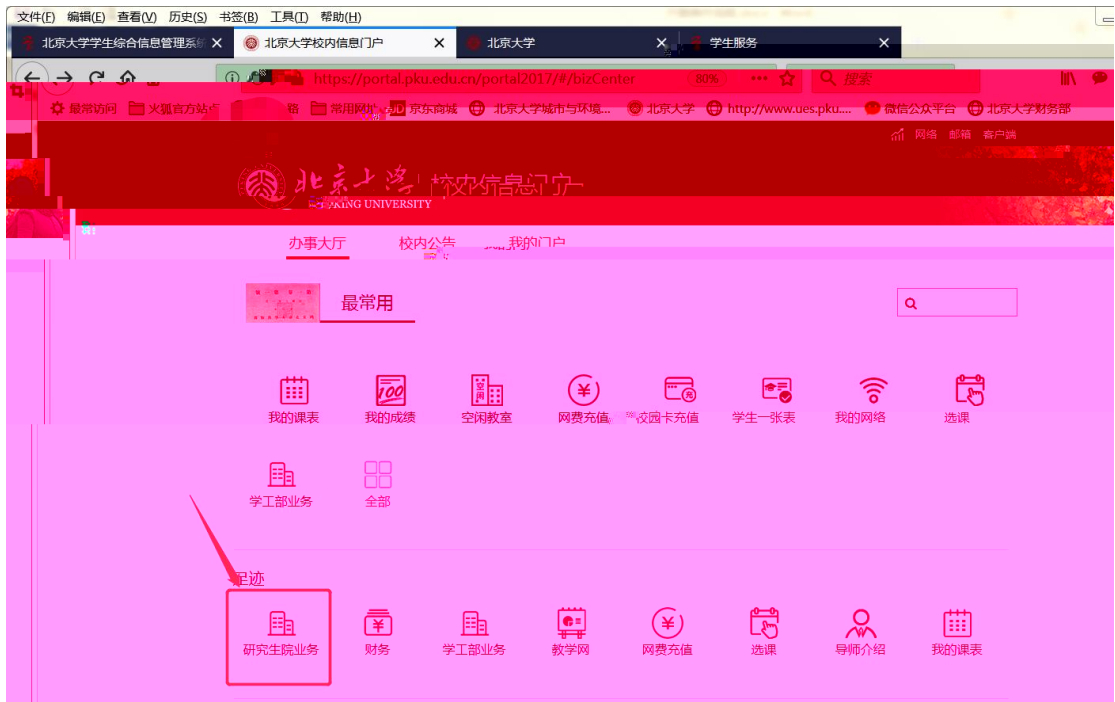 文件(F) 编辑(E) 查看(V) 历史(S) 书签(B) 工具(T) 帮助(H)
北京大学学生综合信息管理系统 北京大学校内信息门户 北京大学 学生服务
https://portal.pku.edu.cn/portal2017/#/bizCenter 80% 搜索
最常访问 火狐官方站点 常用网址 京东商城 北京大学城市与环境... 北京大学 http://www.ues.pku.... 微信公众平台 北京大学财务部
网络 邮箱 客户端
北京大学 校内信息门户
PEKING UNIVERSITY
办事大厅 校内公告 我的门户
最常用
我的课表 我的成绩 空闲教室 网费充值 校园卡充值 学生一张表 我的网络 选课
学工部业务 全部
足迹
研究生院业务 财务 学工部业务 教学网 网费充值 选课 导师介绍 我的课表